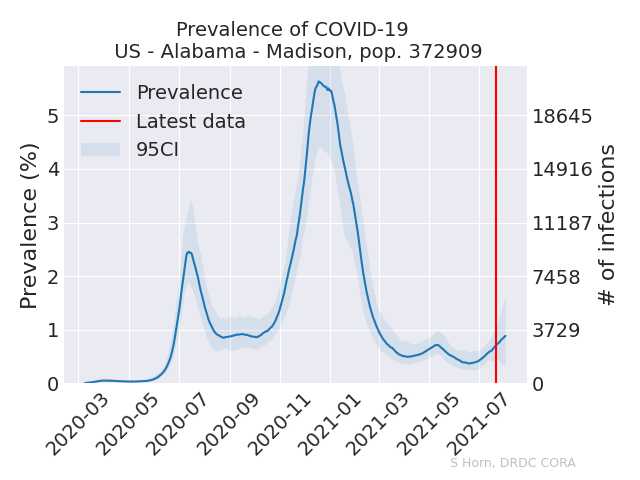 Prevalence of COVID-19
US - Alabama - Madison, pop. 372909
Prevalence
Latest data
95CI
Prevalence (%)
5
4
3
2
1
0
18645
14916
11187
7458
3729
0
# of infections
2020-03
2020-05
2020-07
2020-09
2020-11
2021-01
2021-03
2021-05
2021-07
S Horn, DRDC CORA